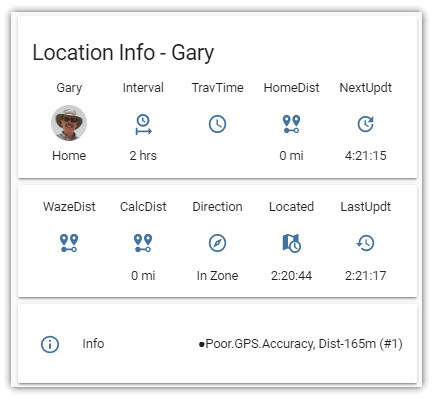 Location Info - Gary
Gary Interval TravTime HomeDist NextUpdt
Home 2 hrs 0 mi 4:21:15
WazeDist CalcDist Direction Located LastUpdt
0 mi In Zone 2:20:44 2:21:17
Info ●Poor.GPS.Accuracy, Dist-165m (#1)